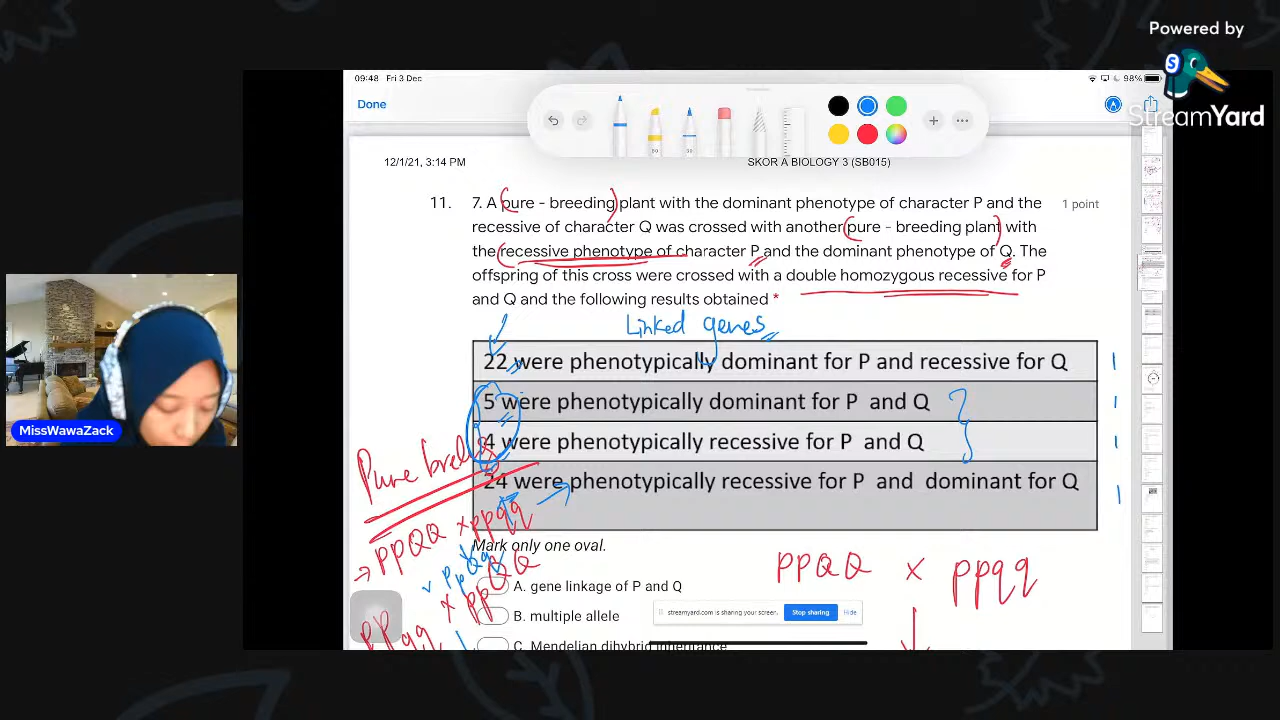 Powered by
StreamYard
09:48 Fri 3 Dec
98%
Done
12/1/21, 3:14 PM
SKOR A BIOLOGY 3 (SB015)
11. 7. A pure - breeding plant with the dominant phenotype of character P and the 1 point
recessive of character Q was crossed with another pure - breeding plant with
the recessive phenotype of character P and the dominant phenotype of Q. The
offspring of this cross were crossed with a double homozygous recessive for P
and Q and the following results obtained *
Linked genes
22 were phenotypically dominant for P and recessive for Q 1
5 were phenotypically dominant for P and Q 1
4 were phenotypically recessive for P and Q 1
24 were phenotypically recessive for P and dominant for Q 1
MissWawaZack
PPQQ x ppqq
Mark only one oval.
PPQQ x ppqq
A. gene linkage of P and Q
B. multiple allele
streamyard.com is sharing your screen.
Stop sharing
Hide
C. Mendelian dihybrid inheritance